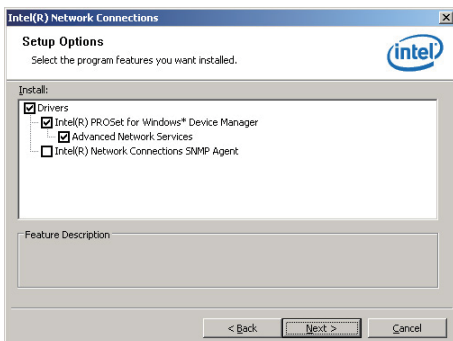 Intel(R) Network Connections
Setup Options
Select the program features you want installed.
intel
Install:
Drivers
Intel(R) PROSet for Windows* Device Manager
Advanced Network Services
Intel(R) Network Connections SNMP Agent
Feature Description
< Back
Next >
Cancel